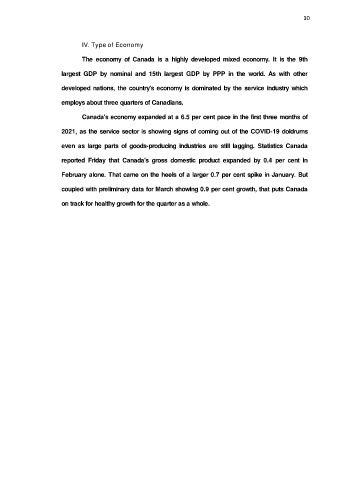 10
IV. Type of Economy
The economy of Canada is a highly developed mixed economy. It is the 9th
largest GDP by nominal and 15th largest GDP by PPP in the world. As with other
developed nations, the country's economy is dominated by the service industry which
employs about three quarters of Canadians.
Canada's economy expanded at a 6.5 per cent pace in the first three months of
2021, as the service sector is showing signs of coming out of the COVID-19 doldrums
even as large parts of goods-producing industries are still lagging. Statistics Canada
reported Friday that Canada's gross domestic product expanded by 0.4 per cent in
February alone. That came on the heels of a larger 0.7 per cent spike in January. But
coupled with preliminary data for March showing 0.9 per cent growth, that puts Canada
on track for healthy growth for the quarter as a whole.